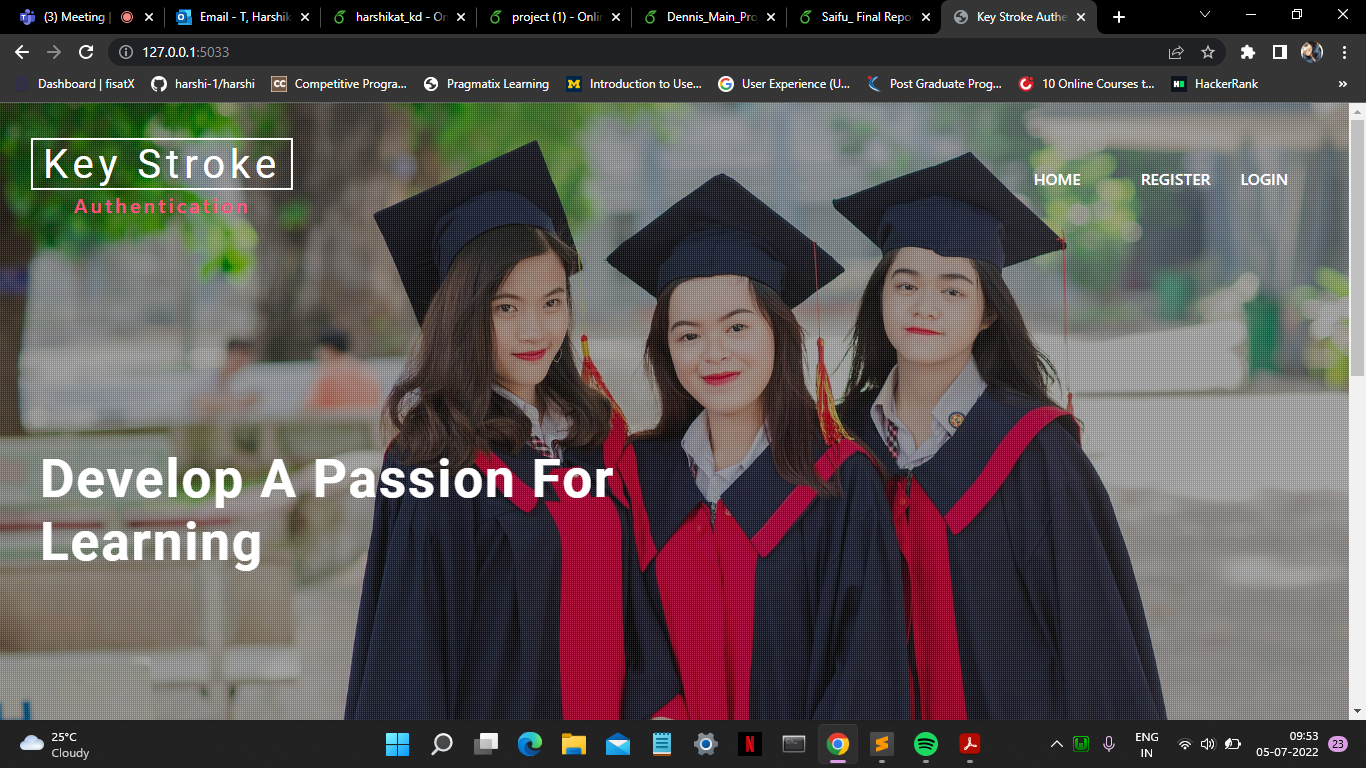 (3) Meeting |
Email - T, Harshik
harshikat_kd - Or
project (1) - Onlin
Dennis_Main_Pro
Saifu_ Final Repo
Key Stroke Authe
127.0.0.1:5033
Dashboard | fisatX
harshi-1/harshi
CC
Competitive Progra...
Pragmatix Learning
M
Introduction to Use...
User Experience (U...
Post Graduate Prog...
10 Online Courses t...
HackerRank
»
Key Stroke
Authentication
HOME
REGISTER
LOGIN
Develop A Passion For
Learning
25°C
Cloudy
ENG
IN
09:53
05-07-2022
23